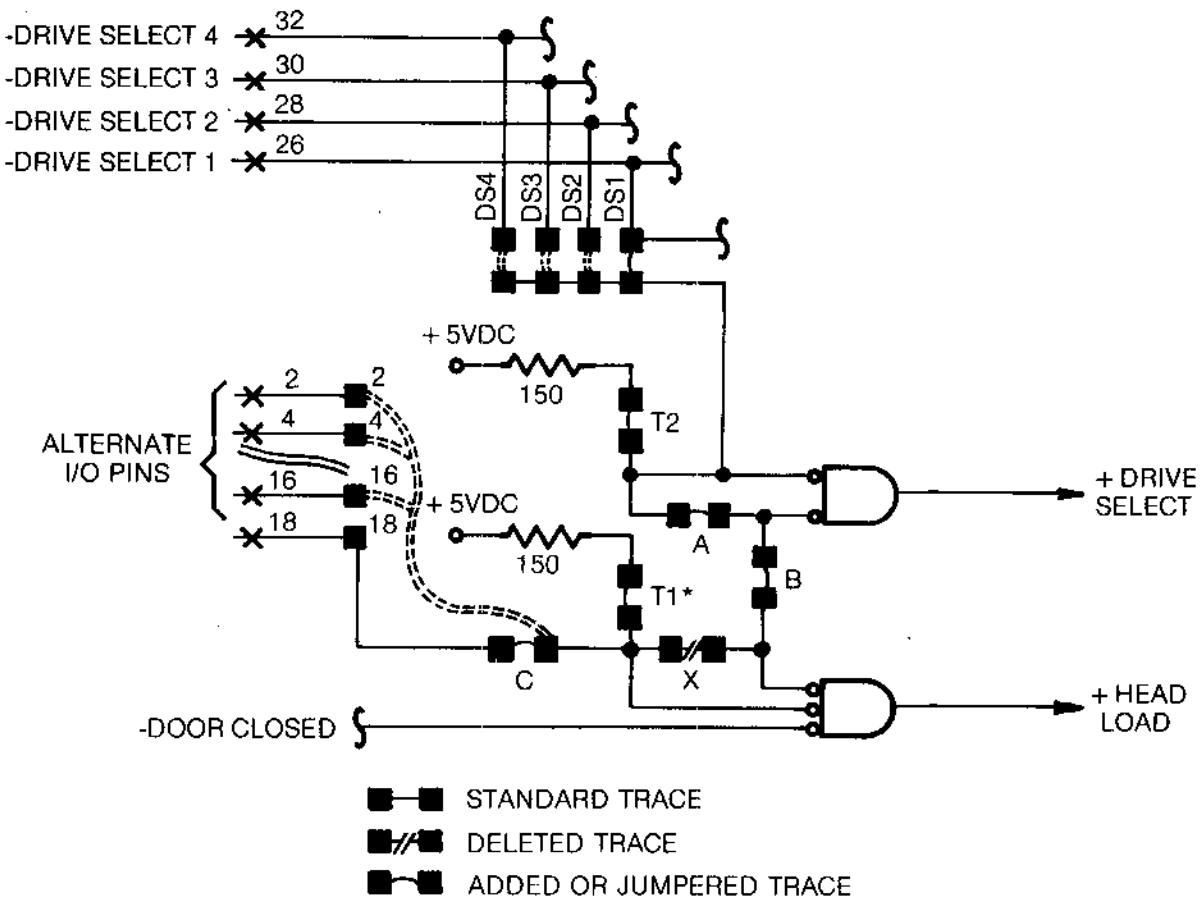 -DRIVE SELECT 4 32
-DRIVE SELECT 3 30
-DRIVE SELECT 2 28
-DRIVE SELECT 1 26
DS4 DS3 DS2 DS1
+ 5VDC
150
T2
ALTERNATE
I/O PINS
2 2
4 4
16 16
18 18
+ 5VDC
150
T1*
A
B
C
X
+ DRIVE
SELECT
+ HEAD
LOAD
-DOOR CLOSED
STANDARD TRACE
DELETED TRACE
ADDED OR JUMPERED TRACE